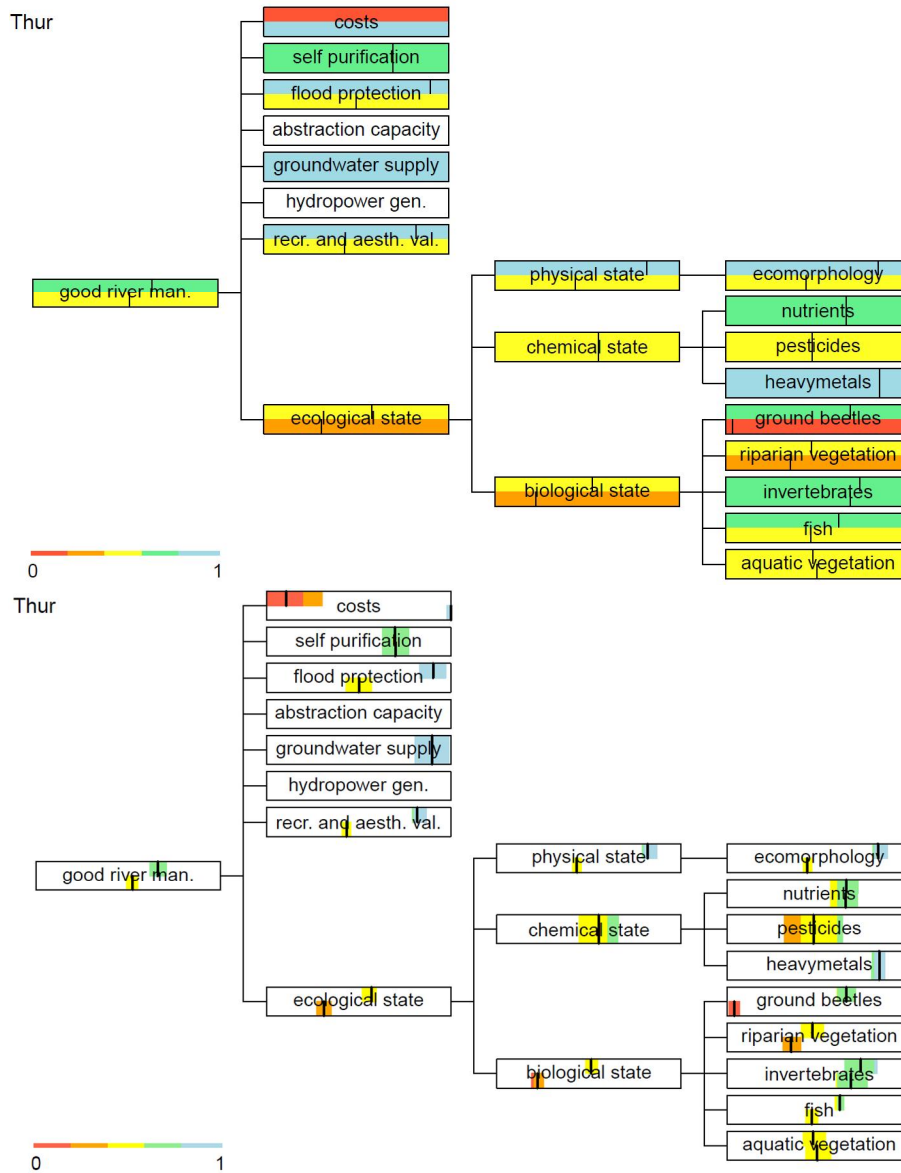 Thur
costs
self purification
flood protection
abstraction capacity
groundwater supply
hydropower gen.
recr. and aesth. val.
physical state
ecomorphology
good river man.
nutrients
chemical state
pesticides
heavymetals
ecological state
ground beetles
riparian vegetation
biological state
invertebrates
fish
aquatic vegetation
0 1
Thur
costs
self purification
flood protection
abstraction capacity
groundwater supply
hydropower gen.
recr. and aesth. val.
physical state
ecomorphology
good river man.
nutrients
chemical state
pesticides
heavymetals
ecological state
ground beetles
riparian vegetation
biological state
invertebrates
fish
aquatic vegetation
0 1